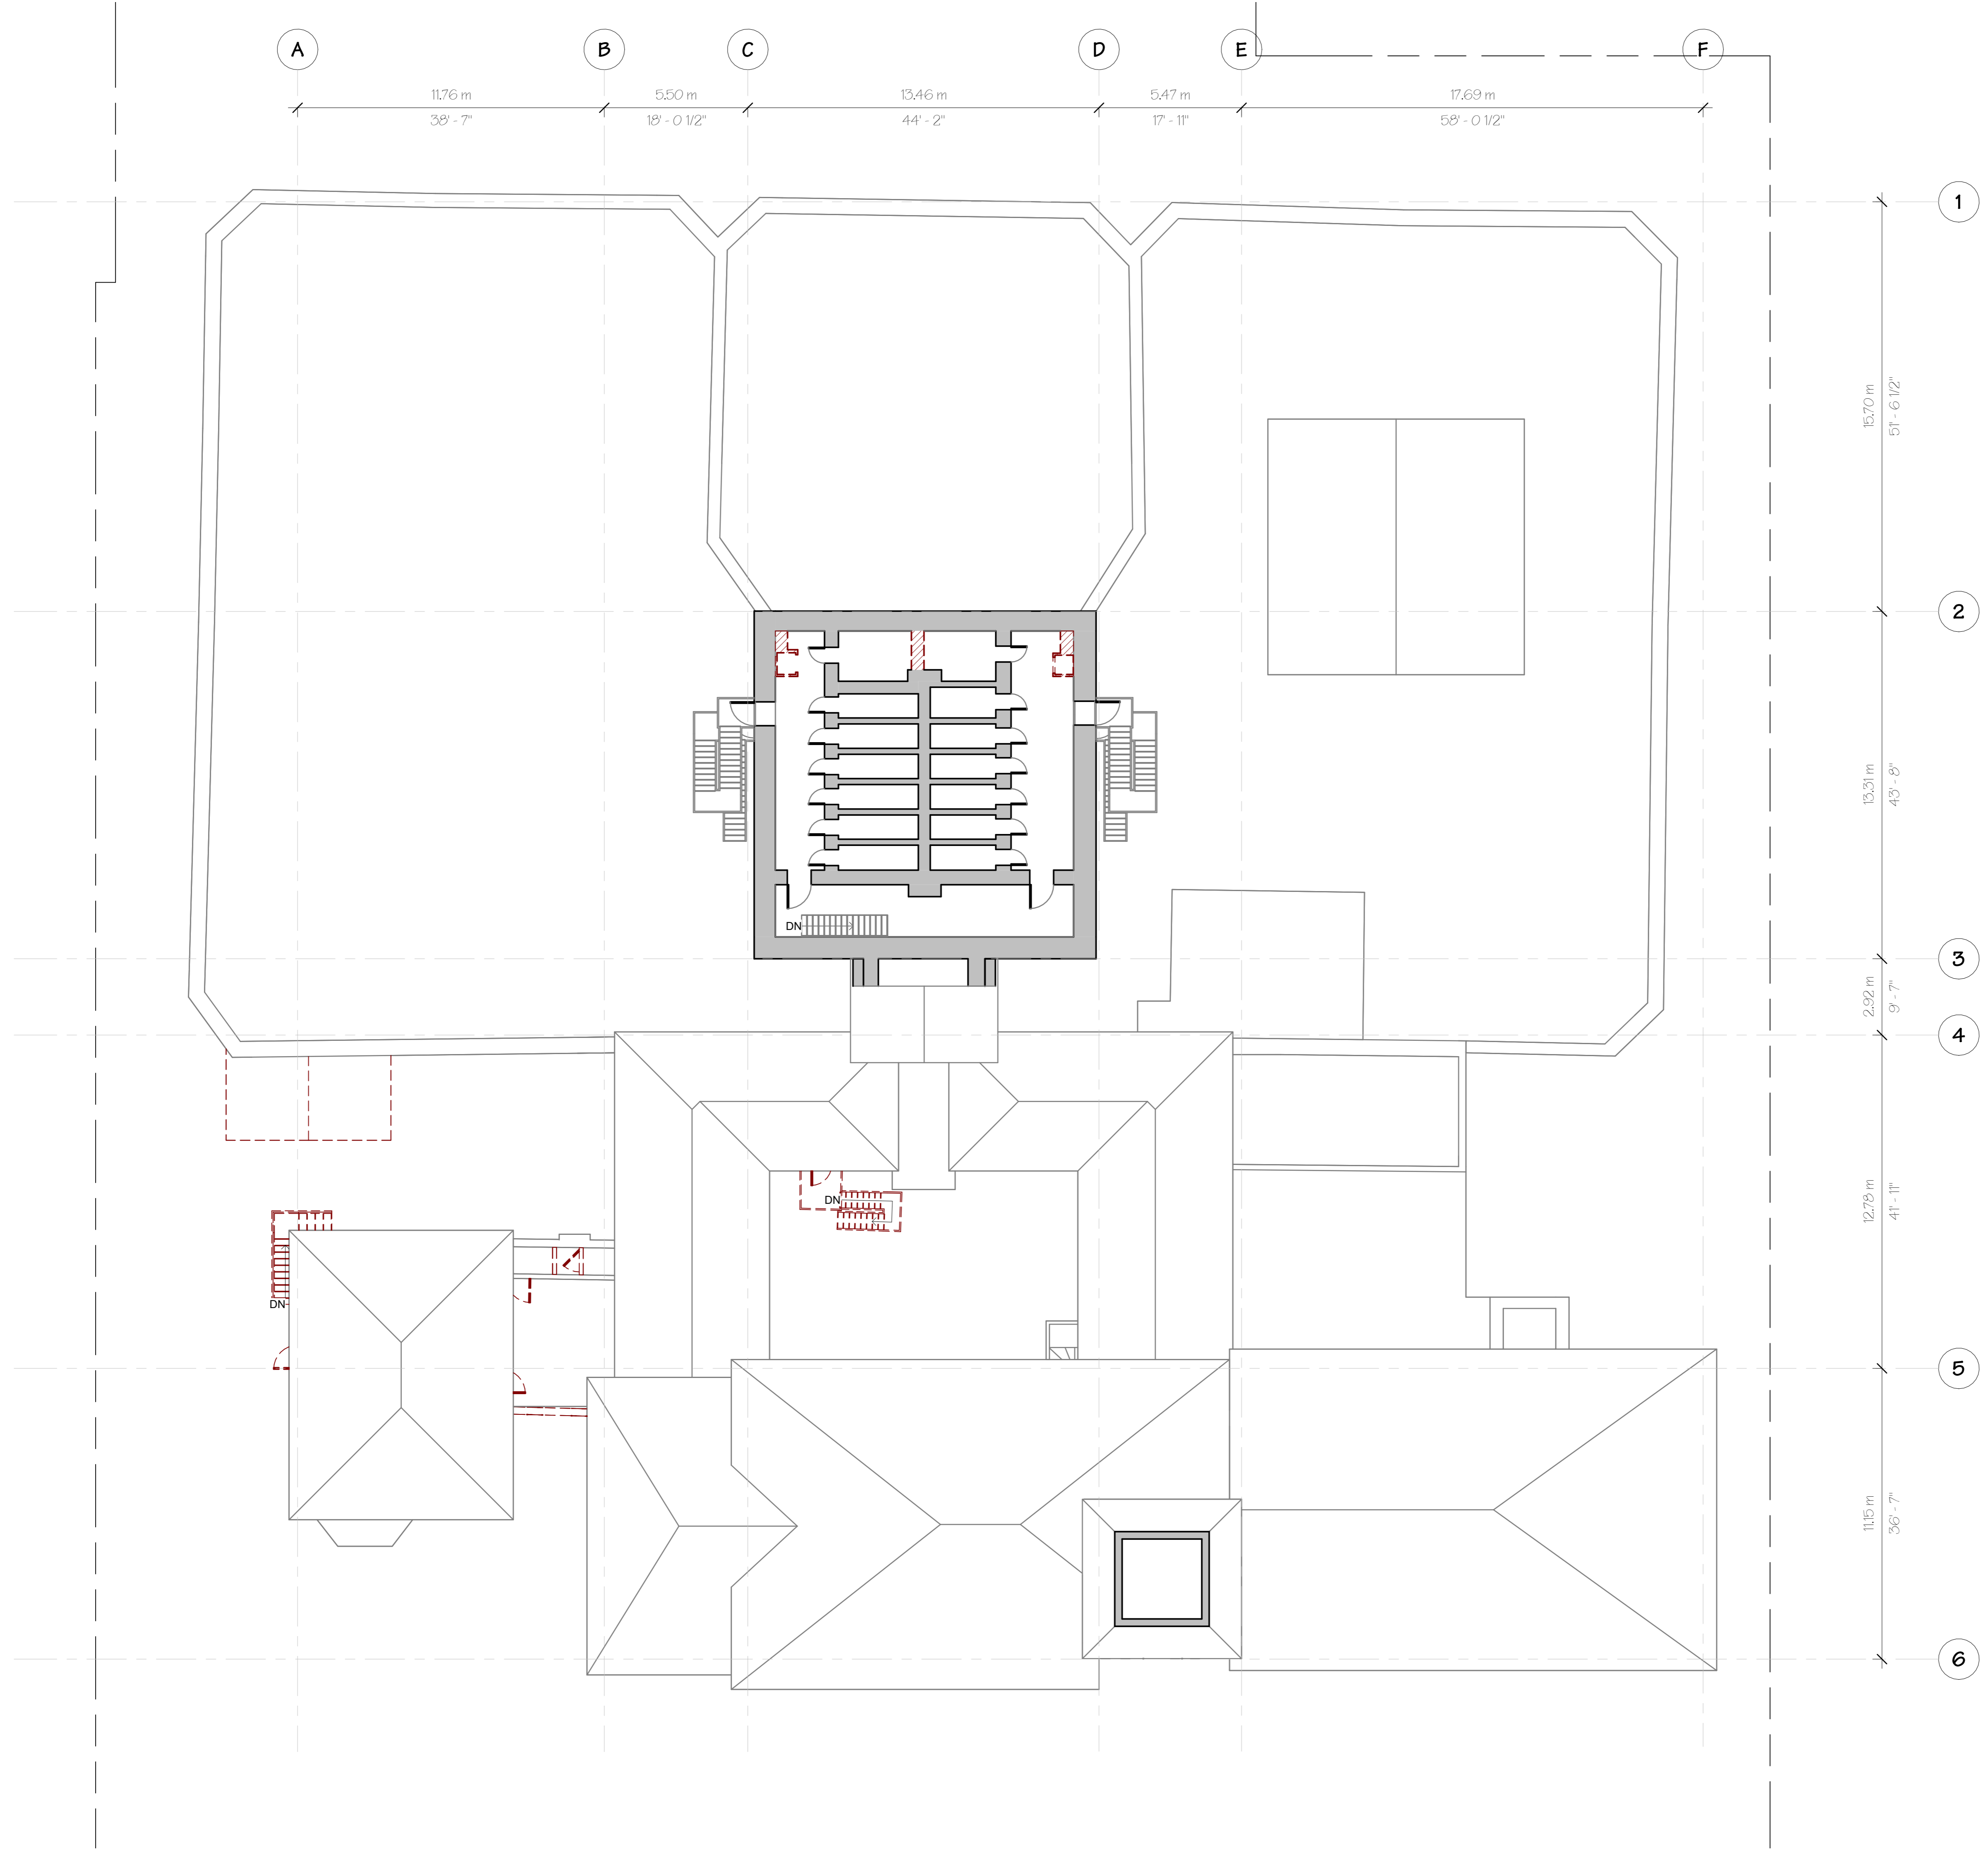 A B C D E F
11.76 m 5.50 m 13.46 m 5.47 m 17.69 m
38' - 7" 18' - 0 1/2" 44' - 2" 17' - 11" 58' - 0 1/2"
1
15.70 m
51' - 6 1/2"
2
13.31 m
43' - 8"
DN
3
2.92 m
9' - 7"
4
DN
12.78 m
41' - 11"
DN
5
11.15 m
36' - 7"
6